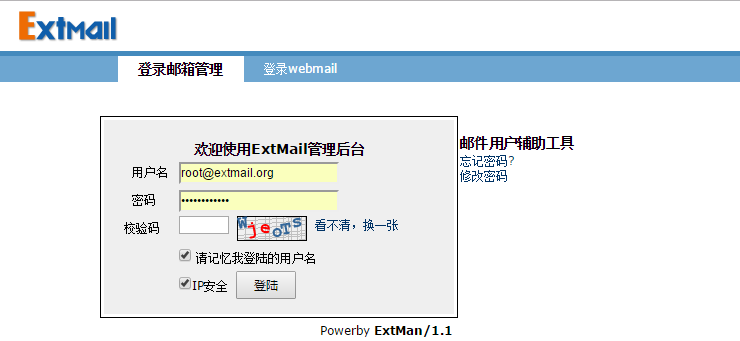 ExtMail
登录邮箱管理 登录webmail
欢迎使用ExtMail管理后台
用户名 root@extmail.org
密码 ••••••••••••
校验码 WjeoTS 看不清，换一张
请记忆我登陆的用户名
IP安全 登陆
邮件用户辅助工具
忘记密码?
修改密码
Powerby ExtMan/1.1